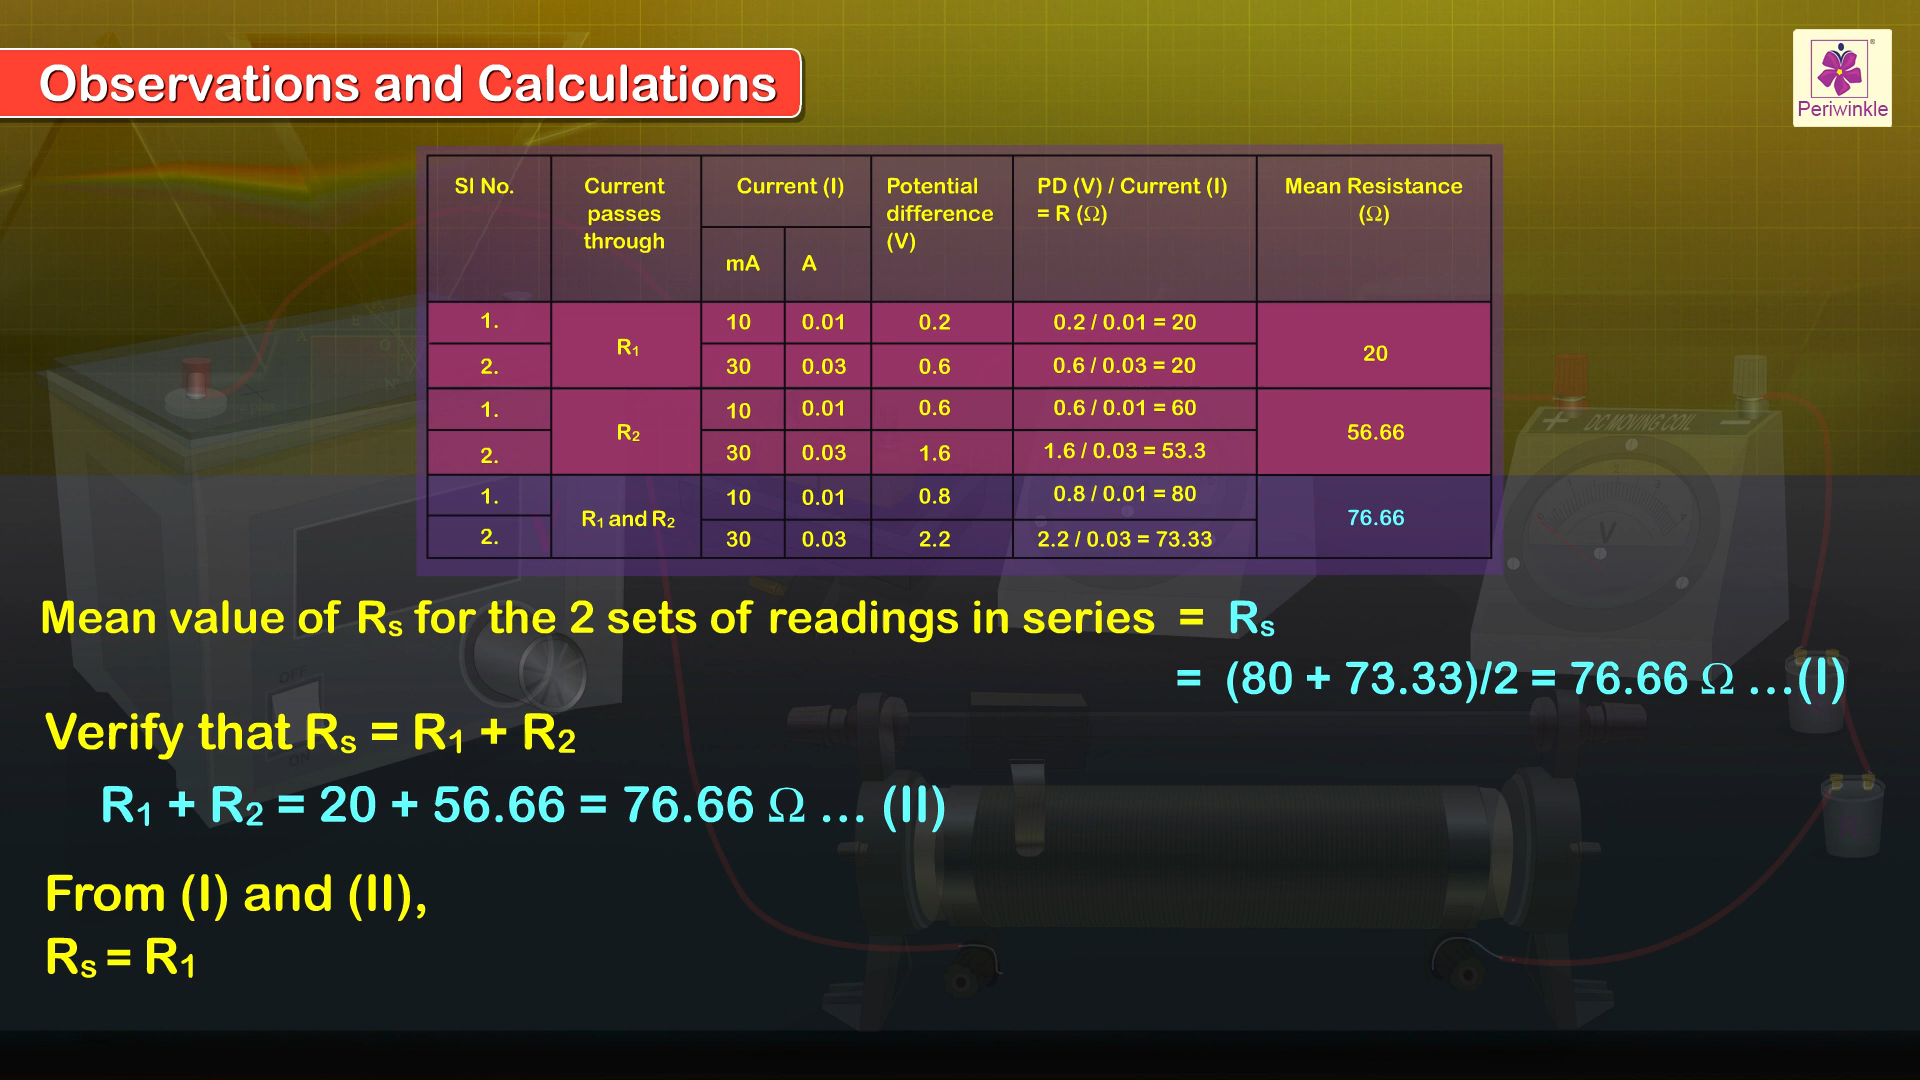 Observations and Calculations
Periwinkle
Sl No. Current passes through Current (I) Potential difference (V) PD (V) / Current (I) = R (Ω) Mean Resistance (Ω)
mA A
1. R₁ 10 0.01 0.2 0.2 / 0.01 = 20 20
2. 30 0.03 0.6 0.6 / 0.03 = 20
1. R₂ 10 0.01 0.6 0.6 / 0.01 = 60 56.66
2. 30 0.03 1.6 1.6 / 0.03 = 53.3
1. R₁ and R₂ 10 0.01 0.8 0.8 / 0.01 = 80 76.66
2. 30 0.03 2.2 2.2 / 0.03 = 73.33
Mean value of Rₛ for the 2 sets of readings in series = Rₛ
= (80 + 73.33)/2 = 76.66 Ω ...(I)
Verify that Rₛ = R₁ + R₂
R₁ + R₂ = 20 + 56.66 = 76.66 Ω ... (II)
From (I) and (II),
Rₛ = R₁
+ DC MOVING COIL −
V
OFF
ON